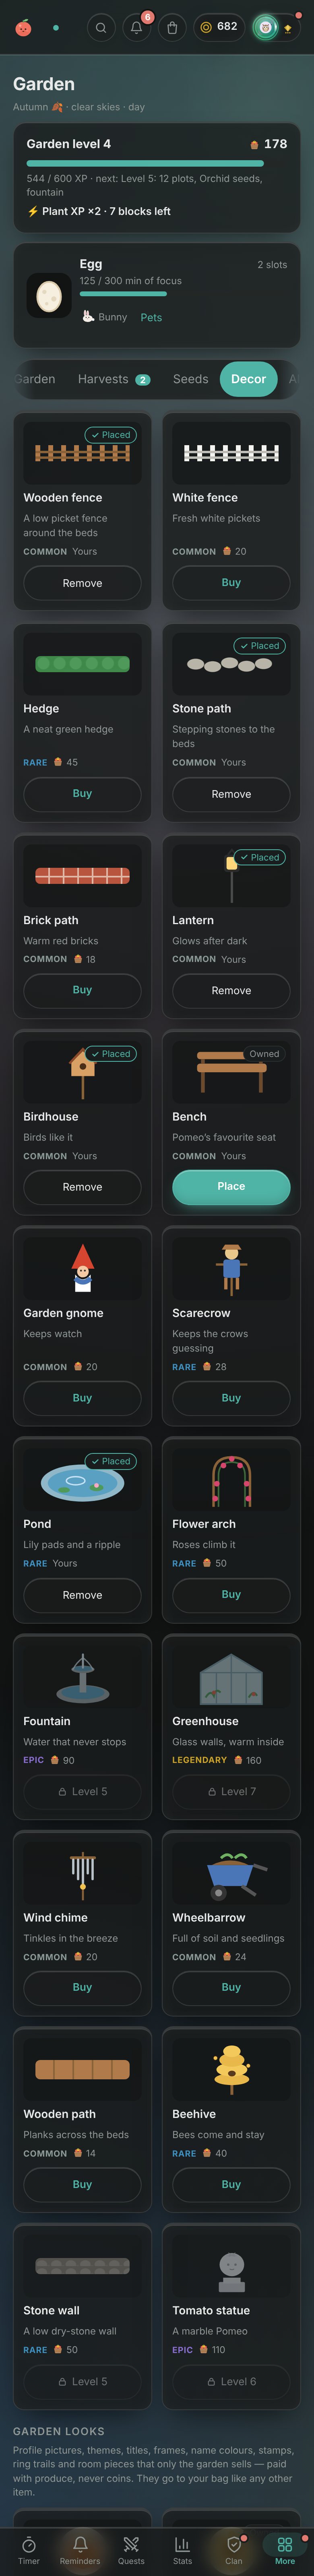 6
682
Garden
Autumn 🍂 · clear skies · day
Garden level 4
178
544 / 600 XP · next: Level 5: 12 plots, Orchid seeds,
fountain
⚡ Plant XP ×2 · 7 blocks left
Egg
2 slots
125 / 300 min of focus
Bunny Pets
Garden Harvests 2 Seeds Decor
Placed
Wooden fence
A low picket fence
around the beds
COMMON Yours
Remove
White fence
Fresh white pickets
COMMON 20
Buy
Hedge
A neat green hedge
RARE 45
Buy
Placed
Stone path
Stepping stones to the
beds
COMMON Yours
Remove
Brick path
Warm red bricks
COMMON 18
Buy
Placed
Lantern
Glows after dark
COMMON Yours
Remove
Placed
Birdhouse
Birds like it
COMMON Yours
Remove
Owned
Bench
Pomeo's favourite seat
COMMON Yours
Place
Garden gnome
Keeps watch
COMMON 20
Buy
Scarecrow
Keeps the crows
guessing
RARE 28
Buy
Placed
Pond
Lily pads and a ripple
RARE Yours
Remove
Flower arch
Roses climb it
RARE 50
Buy
Fountain
Water that never stops
EPIC 90
Level 5
Greenhouse
Glass walls, warm inside
LEGENDARY 160
Level 7
Wind chime
Tinkles in the breeze
COMMON 20
Buy
Wheelbarrow
Full of soil and seedlings
COMMON 24
Buy
Wooden path
Planks across the beds
COMMON 14
Buy
Beehive
Bees come and stay
RARE 40
Buy
Stone wall
A low dry-stone wall
RARE 50
Level 5
Tomato statue
A marble Pomeo
EPIC 110
Level 6
GARDEN LOOKS
Profile pictures, themes, titles, frames, name colours, stamps,
ring trails and room pieces that only the garden sells — paid
with produce, never coins. They go to your bag like any other
item.
Timer Reminders Quests Stats Clan More